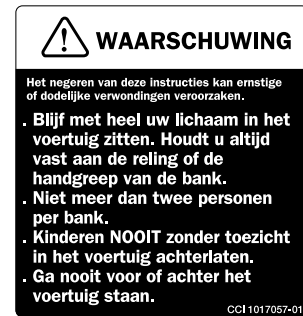 WAARSCHUWING
Het negeren van deze instructies kan ernstige
of dodelijke verwondingen veroorzaken.
. Blijf met heel uw lichaam in het
voertuig zitten. Houdt u altijd
vast aan de reling of de
handgreep van de bank.
. Niet meer dan twee personen
per bank.
. Kinderen NOOIT zonder toezicht
in het voertuig achterlaten.
. Ga nooit voor of achter het
voertuig staan.
CCI 1017057-01